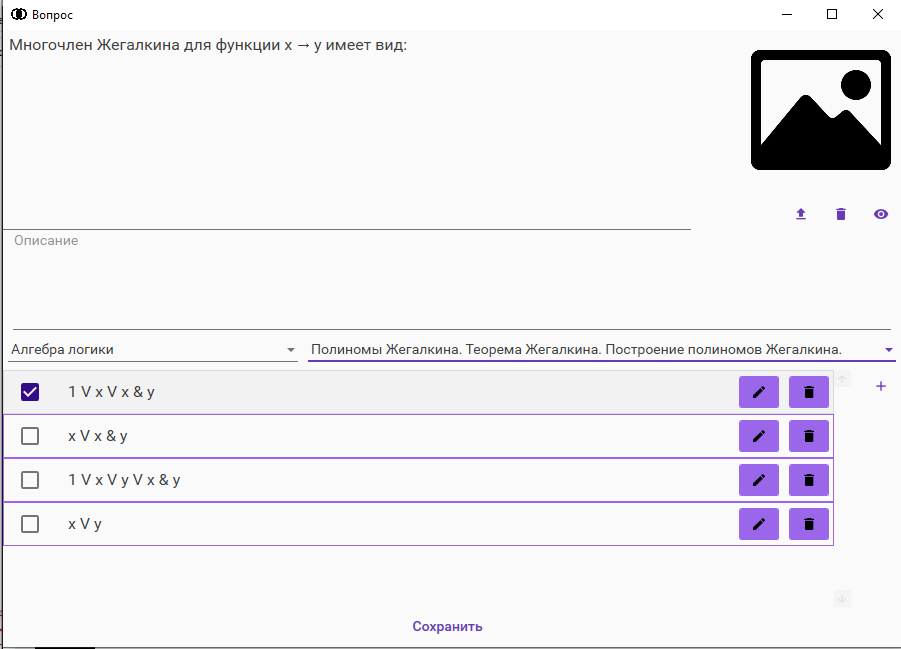 Вопрос
Многочлен Жегалкина для функции x → y имеет вид:
Описание
Алгебра логики
Полиномы Жегалкина. Теорема Жегалкина. Построение полиномов Жегалкина.
1 V x V x & y
x V x & y
1 V x V y V x & y
x V y
Сохранить